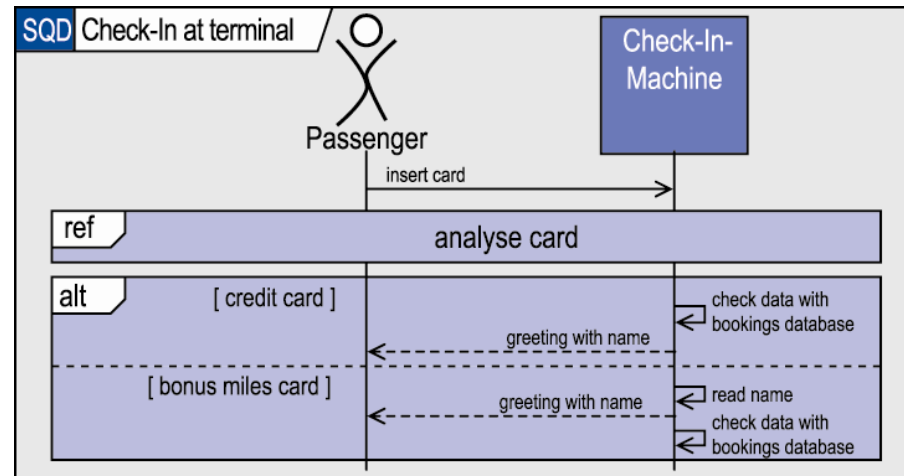 SQD Check-In at terminal
Check-In-
Machine
Passenger
insert card
ref
analyse card
alt
[ credit card ]
check data with
bookings database
greeting with name
[ bonus miles card ]
read name
greeting with name
check data with
bookings database